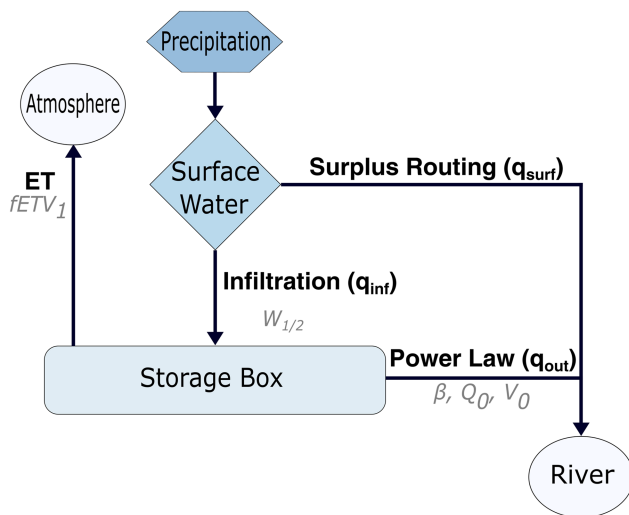 Precipitation
Atmosphere
Surface
Water
Surplus Routing (qsurf)
ET
fETV1
Infiltration (qinf)
W1/2
Storage Box
Power Law (qout)
β, Q0, V0
River